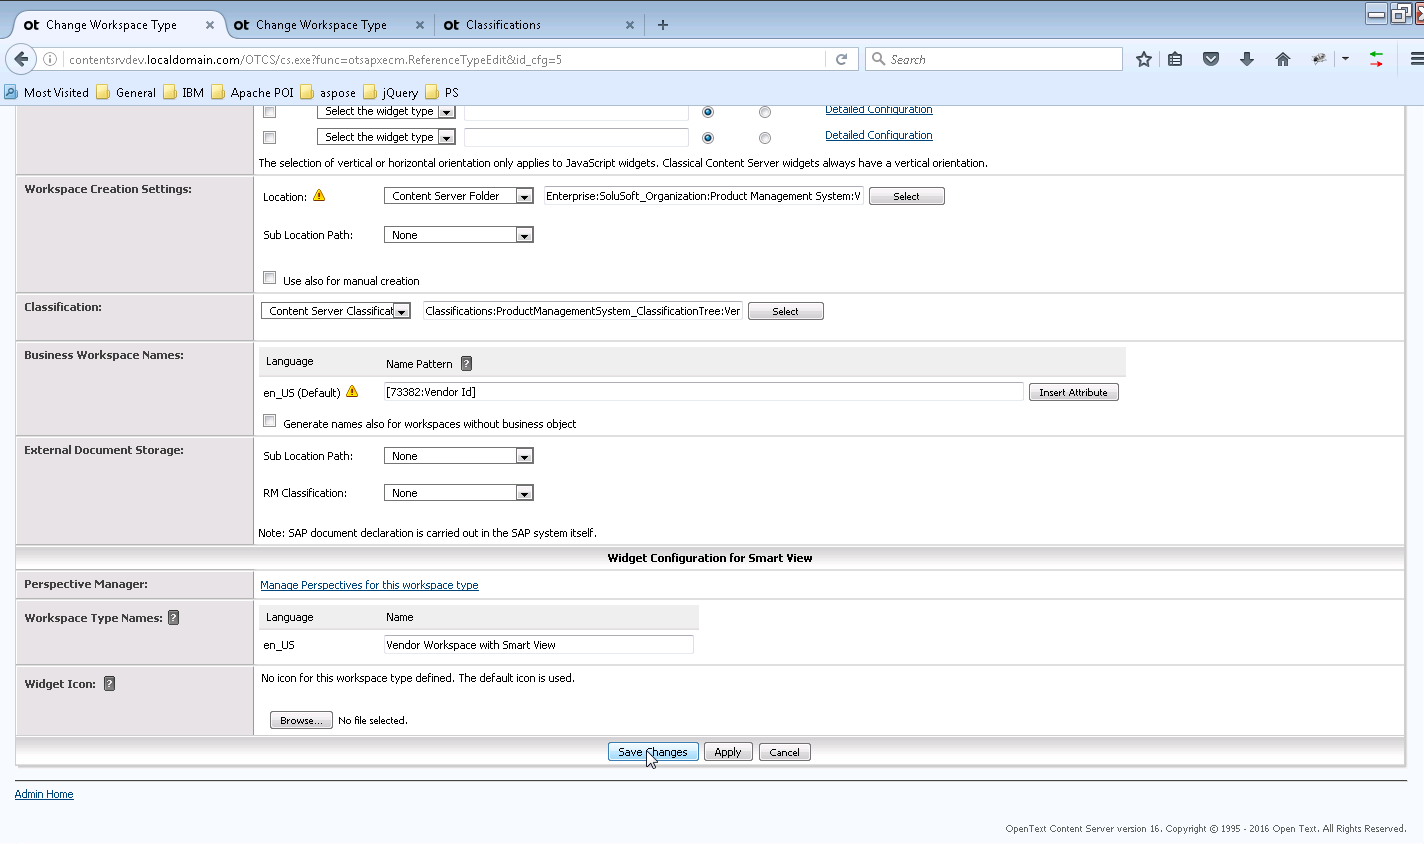 ot Change Workspace Type ot Change Workspace Type ot Classifications
contentsrvdev.localdomain.com/OTCS/cs.exe?func=otsapxecm.ReferenceTypeEdit&id_cfg=5 Search
Most Visited General IBM Apache POI aspose jQuery PS
Select the widget type Detailed Configuration
Select the widget type Detailed Configuration
The selection of vertical or horizontal orientation only applies to JavaScript widgets. Classical Content Server widgets always have a vertical orientation.
Workspace Creation Settings:
Location: Content Server Folder Enterprise:SoluSoft_Organization:Product Management System:V Select
Sub Location Path: None
Use also for manual creation
Classification: Content Server Classificat Classifications:ProductManagementSystem_ClassificationTree:Ver Select
Business Workspace Names:
Language Name Pattern ?
en_US (Default) [73382:Vendor Id] Insert Attribute
Generate names also for workspaces without business object
External Document Storage:
Sub Location Path: None
RM Classification: None
Note: SAP document declaration is carried out in the SAP system itself.
Widget Configuration for Smart View
Perspective Manager: Manage Perspectives for this workspace type
Workspace Type Names: ? Language Name
en_US Vendor Workspace with Smart View
Widget Icon: ? No icon for this workspace type defined. The default icon is used.
Browse... No file selected.
Save Changes Apply Cancel
Admin Home
OpenText Content Server version 16. Copyright © 1995 - 2016 Open Text. All Rights Reserved.